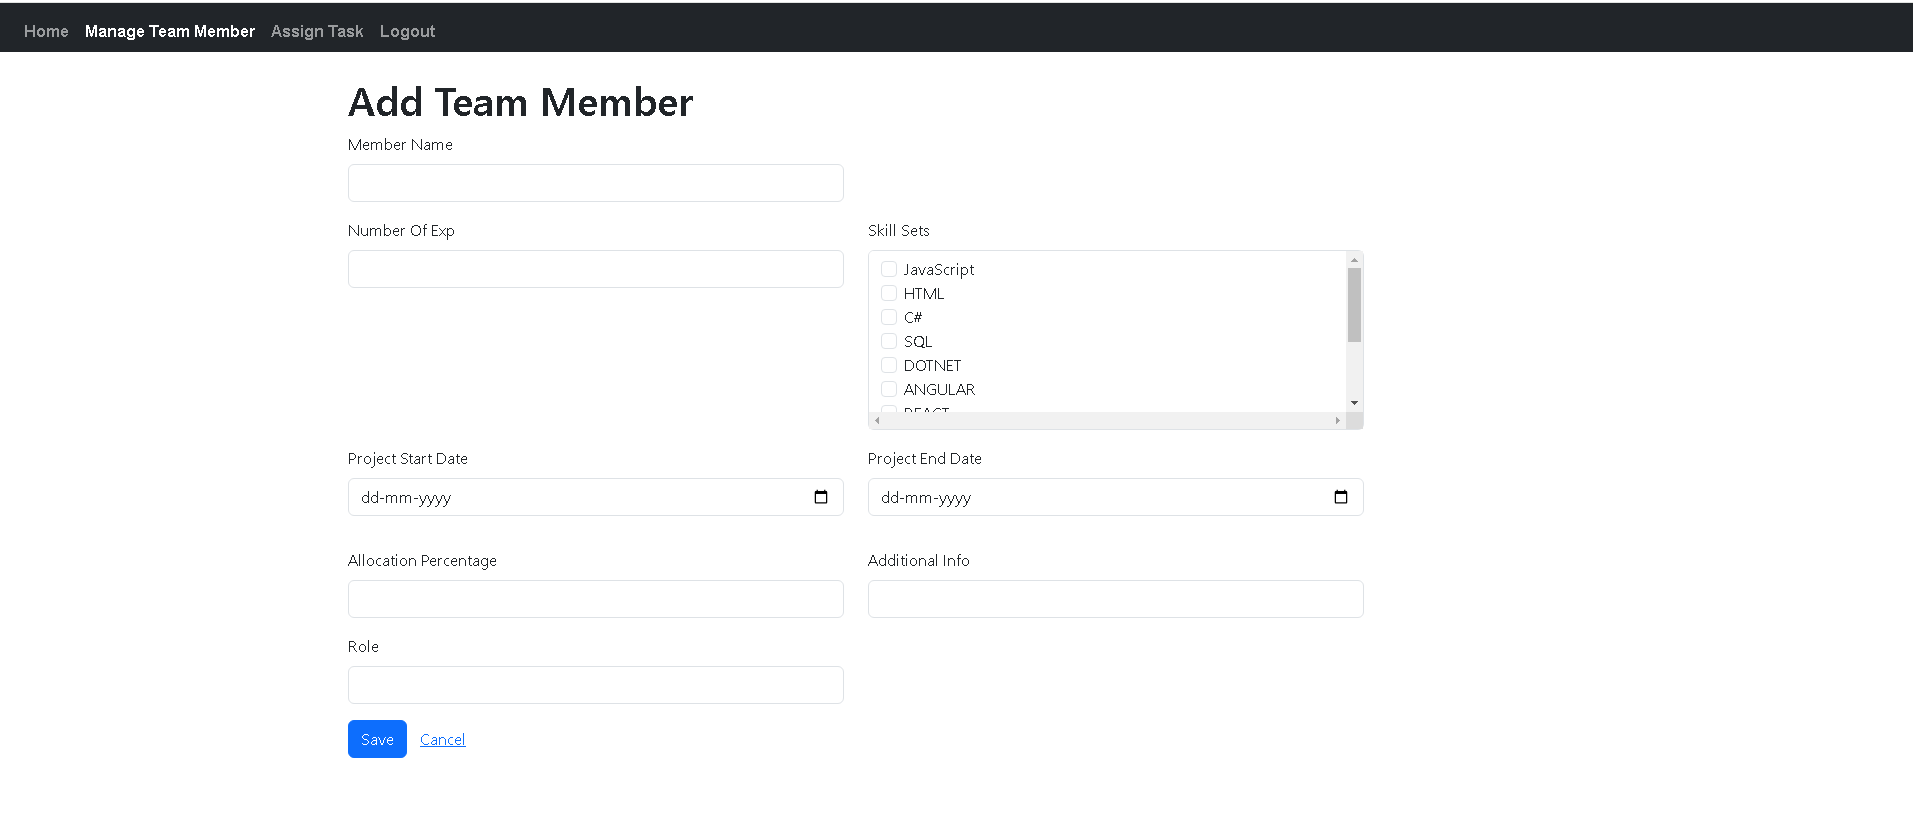 Home Manage Team Member Assign Task Logout
Add Team Member
Member Name
Number Of Exp
Skill Sets
JavaScript
HTML
C#
SQL
DOTNET
ANGULAR
REACT
Project Start Date
Project End Date
dd-mm-yyyy
dd-mm-yyyy
Allocation Percentage
Additional Info
Role
Save Cancel